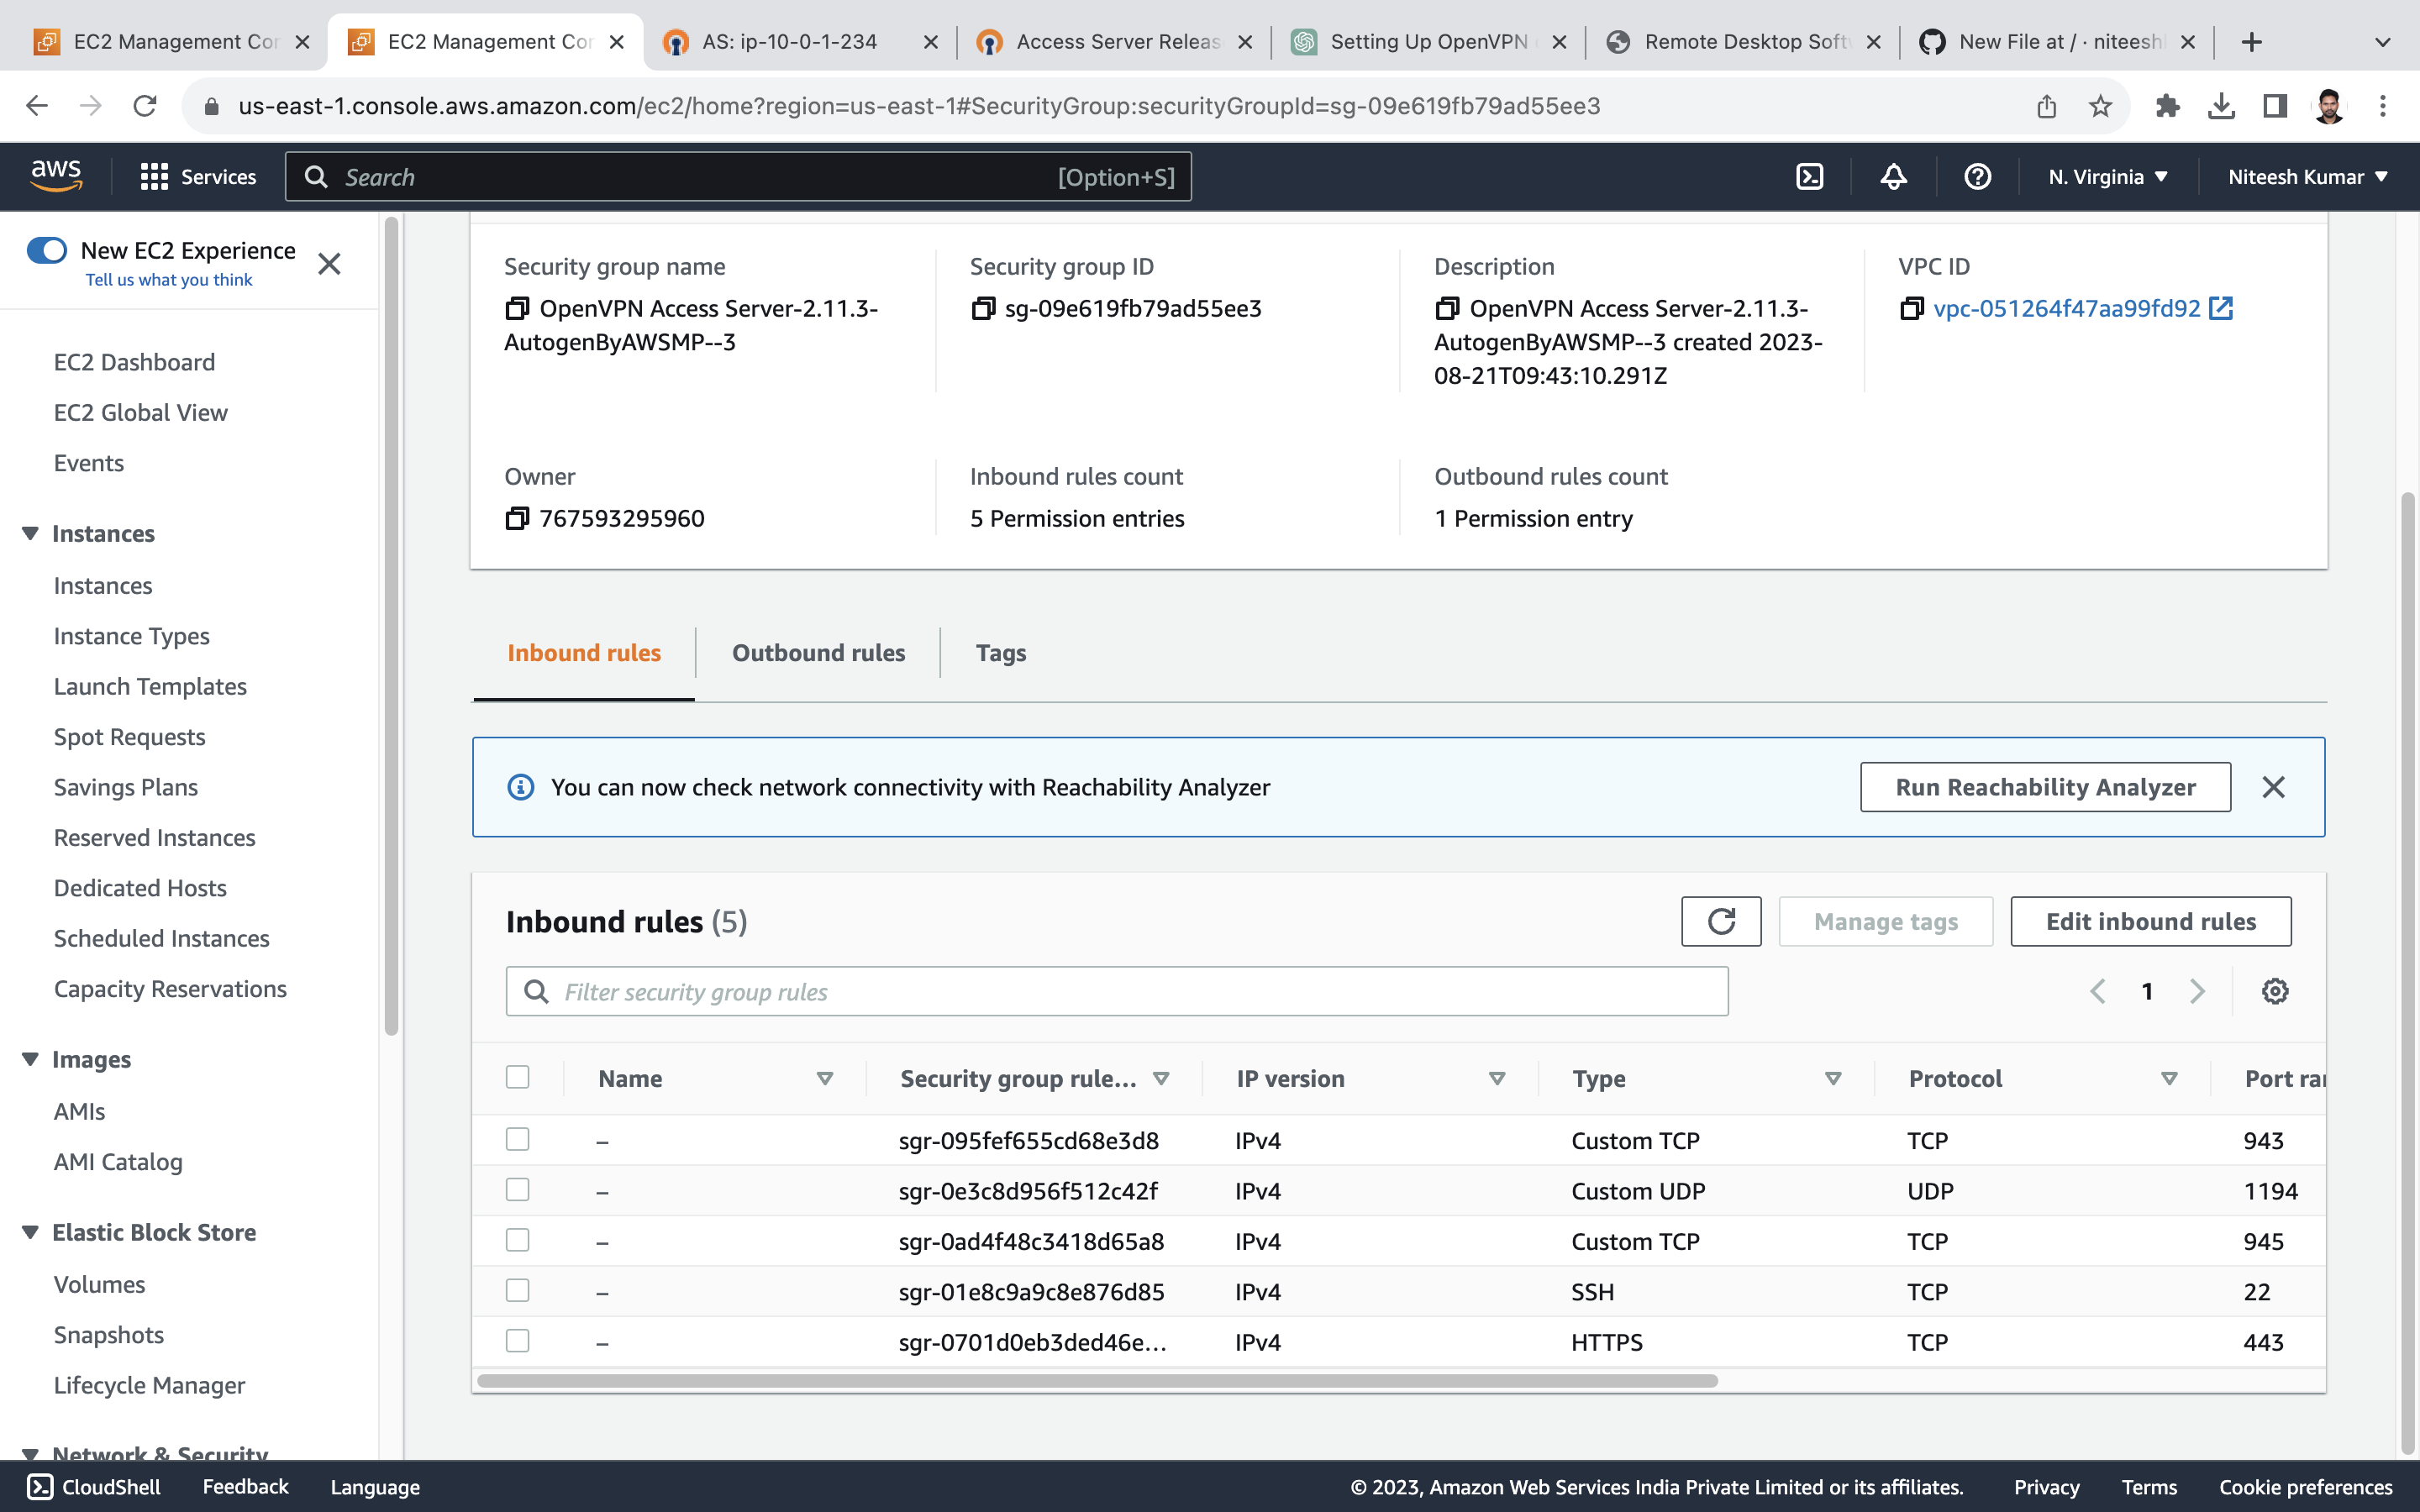 EC2 Management Cor
EC2 Management Cor
AS: ip-10-0-1-234
Access Server Releas
Setting Up OpenVPN
Remote Desktop Soft
New File at / · niteesh
us-east-1.console.aws.amazon.com/ec2/home?region=us-east-1#SecurityGroup:securityGroupId=sg-09e619fb79ad55ee3
aws
Services
Search
[Option+S]
N. Virginia
Niteesh Kumar
New EC2 Experience
Tell us what you think
EC2 Dashboard
EC2 Global View
Events
Instances
Instances
Instance Types
Launch Templates
Spot Requests
Savings Plans
Reserved Instances
Dedicated Hosts
Scheduled Instances
Capacity Reservations
Images
AMIs
AMI Catalog
Elastic Block Store
Volumes
Snapshots
Lifecycle Manager
Network & Security
Security group name
OpenVPN Access Server-2.11.3-
AutogenByAWSMP--3
Security group ID
sg-09e619fb79ad55ee3
Description
OpenVPN Access Server-2.11.3-
AutogenByAWSMP--3 created 2023-
08-21T09:43:10.291Z
VPC ID
vpc-051264f47aa99fd92
Owner
767593295960
Inbound rules count
5 Permission entries
Outbound rules count
1 Permission entry
Inbound rules
Outbound rules
Tags
You can now check network connectivity with Reachability Analyzer
Run Reachability Analyzer
Inbound rules (5)
Manage tags
Edit inbound rules
Filter security group rules
1
Name Security group rule... IP version Type Protocol Port ra
– sgr-095fef655cd68e3d8 IPv4 Custom TCP TCP 943
– sgr-0e3c8d956f512c42f IPv4 Custom UDP UDP 1194
– sgr-0ad4f48c3418d65a8 IPv4 Custom TCP TCP 945
– sgr-01e8c9a9c8e876d85 IPv4 SSH TCP 22
– sgr-0701d0eb3ded46e... IPv4 HTTPS TCP 443
CloudShell
Feedback
Language
© 2023, Amazon Web Services India Private Limited or its affiliates.
Privacy
Terms
Cookie preferences